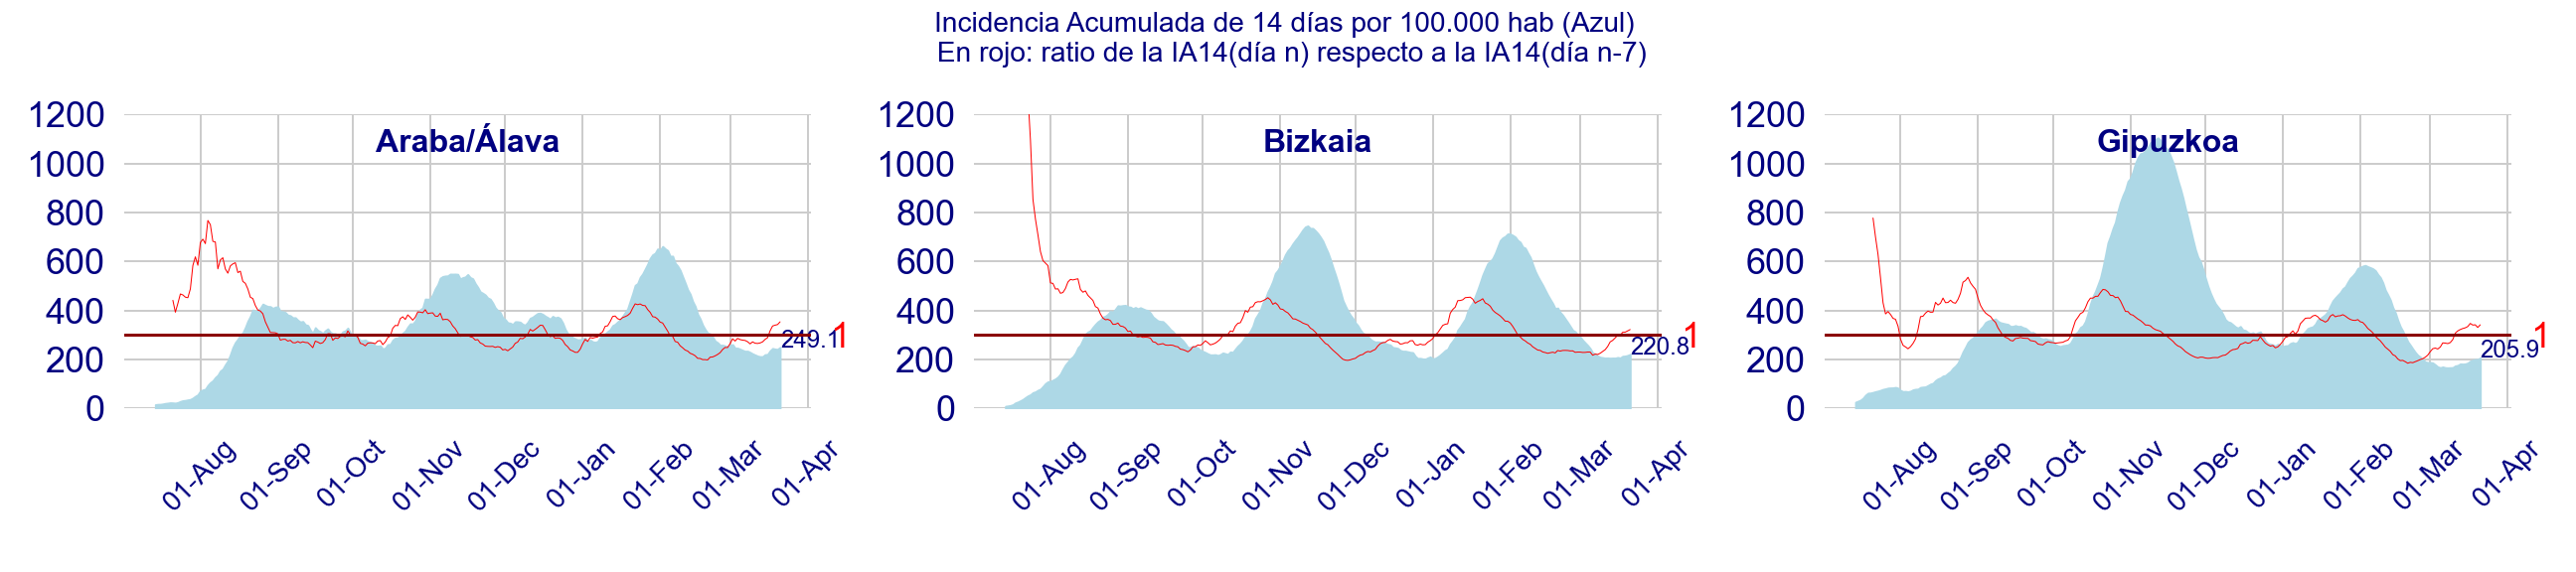 Incidencia Acumulada de 14 días por 100.000 hab (Azul)
En rojo: ratio de la IA14(día n) respecto a la IA14(día n-7)
Araba/Álava
1200
1000
800
600
400
200
0
249.1
1
01-Aug
01-Sep
01-Oct
01-Nov
01-Dec
01-Jan
01-Feb
01-Mar
01-Apr
Bizkaia
1200
1000
800
600
400
200
0
220.8
1
01-Aug
01-Sep
01-Oct
01-Nov
01-Dec
01-Jan
01-Feb
01-Mar
01-Apr
Gipuzkoa
1200
1000
800
600
400
200
0
205.9
1
01-Aug
01-Sep
01-Oct
01-Nov
01-Dec
01-Jan
01-Feb
01-Mar
01-Apr